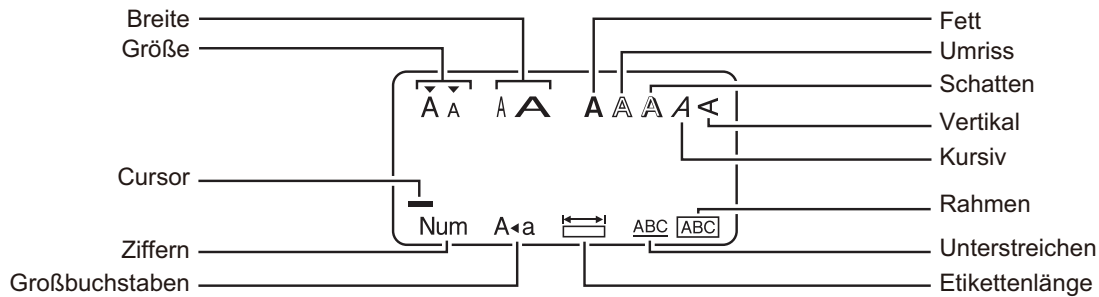 Breite
Größe
Fett
Umriss
Schatten
Vertikal
Kursiv
A A A A A A A A A
Cursor
Num A◂a ABC ABC
Rahmen
Ziffern
Unterstreichen
Großbuchstaben
Etikettenlänge